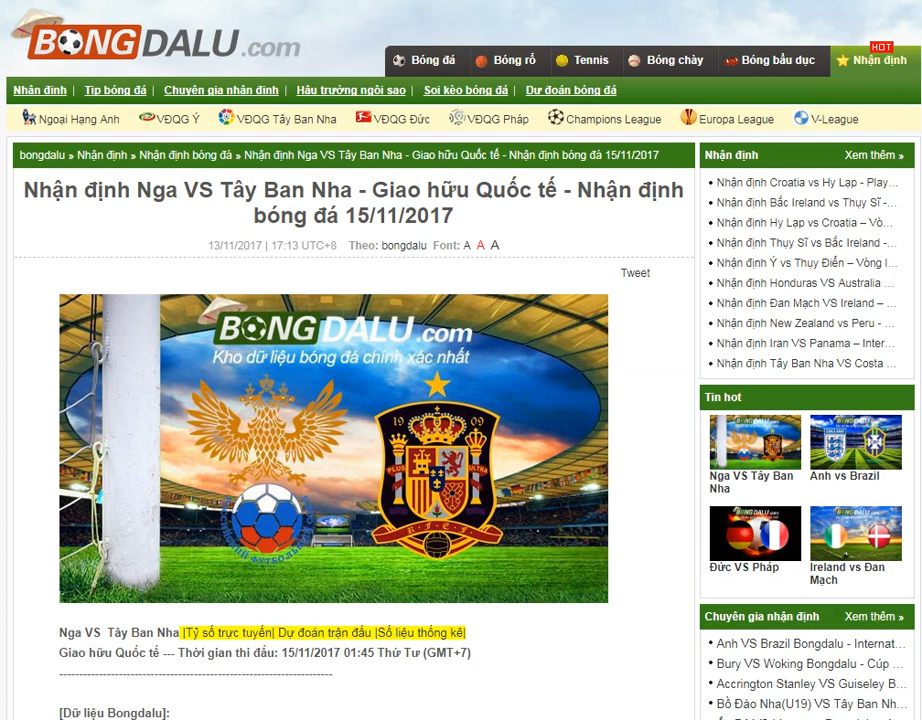 BONGDALU.com
Bóng đá Bóng rổ Tennis Bóng chày Bóng bầu dục HOT Nhận định
Nhận định | Tip bóng đá | Chuyên gia nhận định | Hậu trường ngôi sao | Soi kèo bóng đá | Dự đoán bóng đá
Ngoại Hạng Anh VĐQG Ý VĐQG Tây Ban Nha VĐQG Đức VĐQG Pháp Champions League Europa League V-League
bongdalu » Nhận định » Nhận định bóng đá » Nhận định Nga VS Tây Ban Nha - Giao hữu Quốc tế - Nhận định bóng đá 15/11/2017
Nhận định Nga VS Tây Ban Nha - Giao hữu Quốc tế - Nhận định
bóng đá 15/11/2017
13/11/2017 | 17:13 UTC+8 Theo: bongdalu Font: A A A
Tweet
BONGDALU.com
Kho dữ liệu bóng đá chính xác nhất
1909
PLUS ULTRA
R.F.E.F
Nga VS Tây Ban Nha |Tỷ số trực tuyến| Dự đoán trận đấu |Số liệu thống kê|
Giao hữu Quốc tế --- Thời gian thi đấu: 15/11/2017 01:45 Thứ Tư (GMT+7)
---------------------------------------------------------------------
[Dữ liệu Bongdalu]:
Nhận định Xem thêm »
Nhận định Croatia vs Hy Lạp - Play…
Nhận định Bắc Ireland vs Thụy Sĩ -…
Nhận định Hy Lạp vs Croatia – Vò…
Nhận định Thụy Sĩ vs Bắc Ireland -…
Nhận định Ý vs Thụy Điển – Vòng l…
Nhận định Honduras VS Australia …
Nhận định Đan Mạch VS Ireland – …
Nhận định New Zealand vs Peru - …
Nhận định Iran VS Panama – Inter…
Nhận định Tây Ban Nha VS Costa …
Tin hot
BONGDALU.com BONGDALU.com
Nga VS Tây Ban Anh vs Brazil
Nha
BONGDALU.com BONGDALU.com
Đức VS Pháp Ireland vs Đan
Mạch
Chuyên gia nhận định Xem thêm »
Anh VS Brazil Bongdalu - Internat…
Bury VS Woking Bongdalu - Cúp …
Accrington Stanley VS Guiseley B…
Bồ Đào Nha(U19) VS Tây Ban Nh…